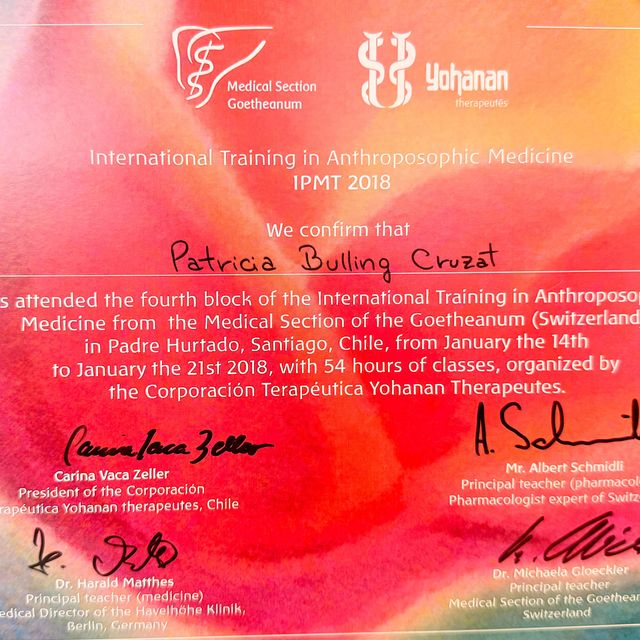 Medical Section
Goetheanum
Yohanan
therapeutes
International Training in Anthroposophic Medicine
IPMT 2018
We confirm that
Patricia Bulling Cruzat
s attended the fourth block of the International Training in Anthroposo
Medicine from the Medical Section of the Goetheanum (Switzerland
in Padre Hurtado, Santiago, Chile, from January the 14th
to January the 21st 2018, with 54 hours of classes, organized by
the Corporación Terapéutica Yohanan Therapeutes.
Carina Vaca Zeller
A. Schmidli
Carina Vaca Zeller
President of the Corporación
rapéutica Yohanan therapeutes, Chile
Mr. Albert Schmidli
Principal teacher (pharmacol
Pharmacologist expert of Switz
Dr. Harald Matthes
Principal teacher (medicine)
edical Director of the Havelhöhe Klinik,
Berlin, Germany
Dr. Michaela Gloeckler
Principal teacher
Medical Section of the Goethean
Switzerland